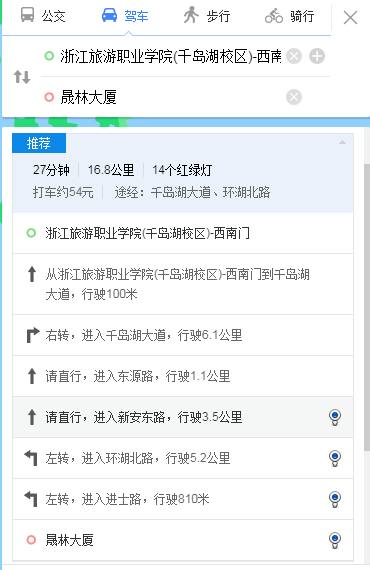 公交 驾车 步行 骑行
浙江旅游职业学院(千岛湖校区)-西南
晟林大厦
推荐
27分钟 16.8公里 14个红绿灯
打车约54元 途经：千岛湖大道、环湖北路
浙江旅游职业学院(千岛湖校区)-西南门
从浙江旅游职业学院(千岛湖校区)-西南门到千岛湖
大道，行驶100米
右转，进入千岛湖大道，行驶6.1公里
请直行，进入东源路，行驶1.1公里
请直行，进入新安东路，行驶3.5公里
左转，进入环湖北路，行驶5.2公里
左转，进入进士路，行驶810米
晟林大厦